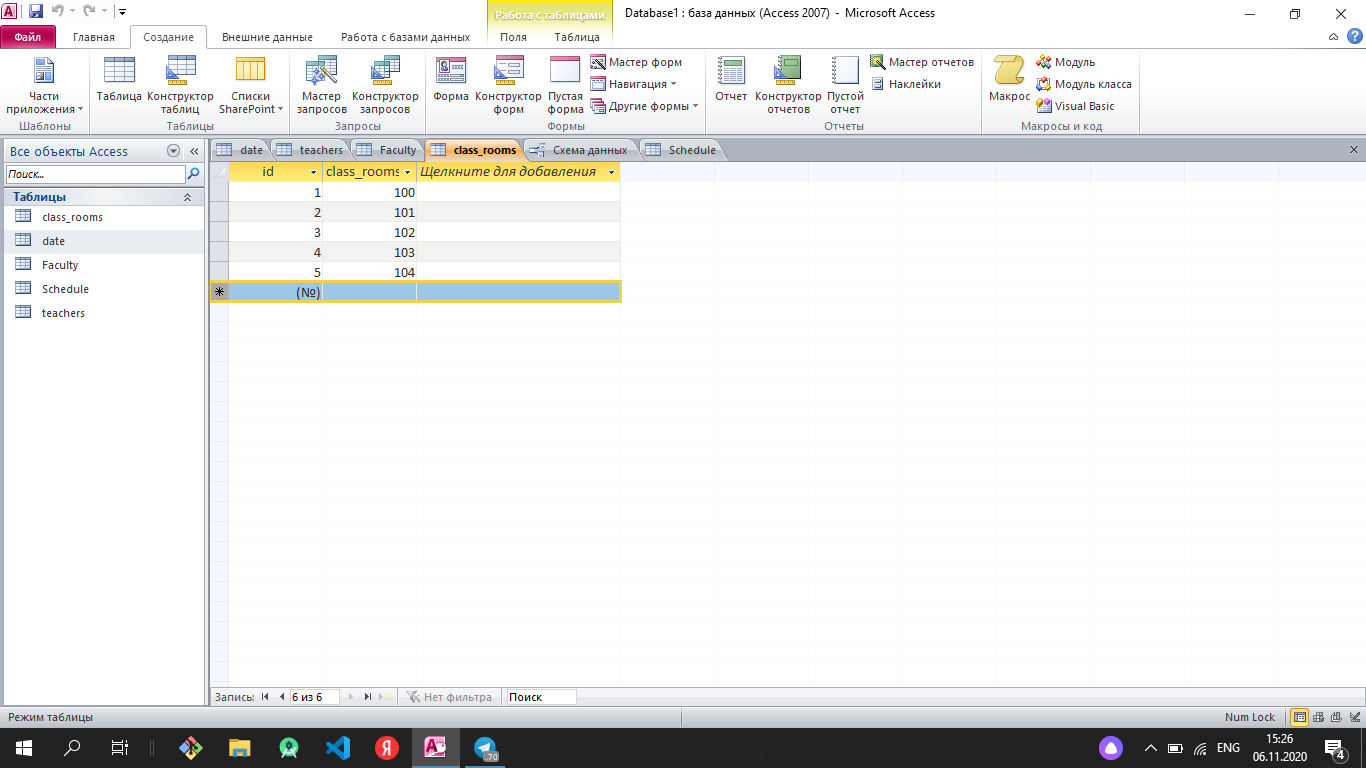 Работа с таблицами
Database1 : база данных (Access 2007) - Microsoft Access
Файл
Главная
Создание
Внешние данные
Работа с базами данных
Поля
Таблица
Части приложения
Таблица
Конструктор таблиц
Списки SharePoint
Мастер запросов
Конструктор запросов
Форма
Конструктор форм
Пустая форма
Мастер форм
Навигация
Другие формы
Отчет
Конструктор отчетов
Пустой отчет
Мастер отчетов
Наклейки
Макрос
Модуль
Модуль класса
Visual Basic
Шаблоны
Таблицы
Запросы
Формы
Отчеты
Макросы и код
Все объекты Access
Поиск...
Таблицы
class_rooms
date
Faculty
Schedule
teachers
date
teachers
Faculty
class_rooms
Схема данных
Schedule
id class_rooms Щелкните для добавления
1 100
2 101
3 102
4 103
5 104
(№)
Запись: 6 из 6 Нет фильтра Поиск
Режим таблицы
Num Lock
70
ENG
15:26
06.11.2020
4